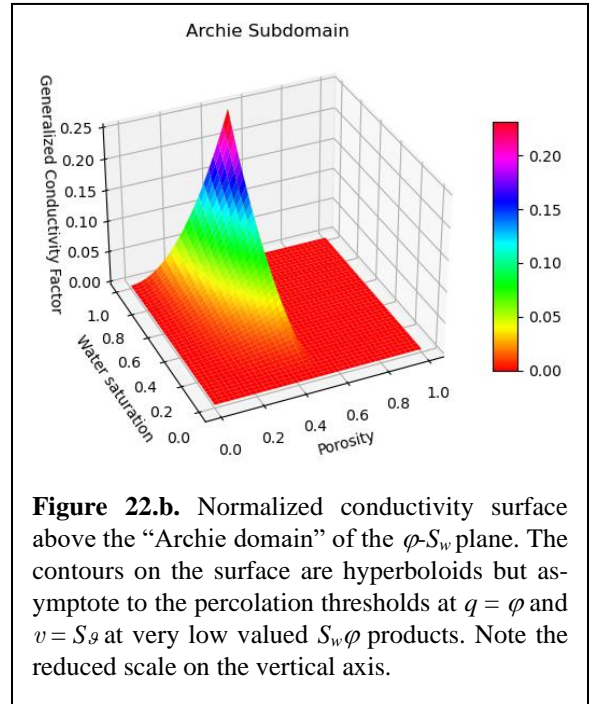 Archie Subdomain
Generalized Conductivity Factor
0.25
0.20
0.15
0.10
0.05
0.00
1.0
0.8
0.6
0.4
0.2
0.0
Water saturation
0.0
0.2
0.4
0.6
0.8
1.0
Porosity
0.20
0.15
0.10
0.05
0.00
Figure 22.b. Normalized conductivity surface
above the “Archie domain” of the φ-Sw plane. The
contours on the surface are hyperboloids but as-
ymptote to the percolation thresholds at q = φ and
v = Sϑ at very low valued Swφ products. Note the
reduced scale on the vertical axis.